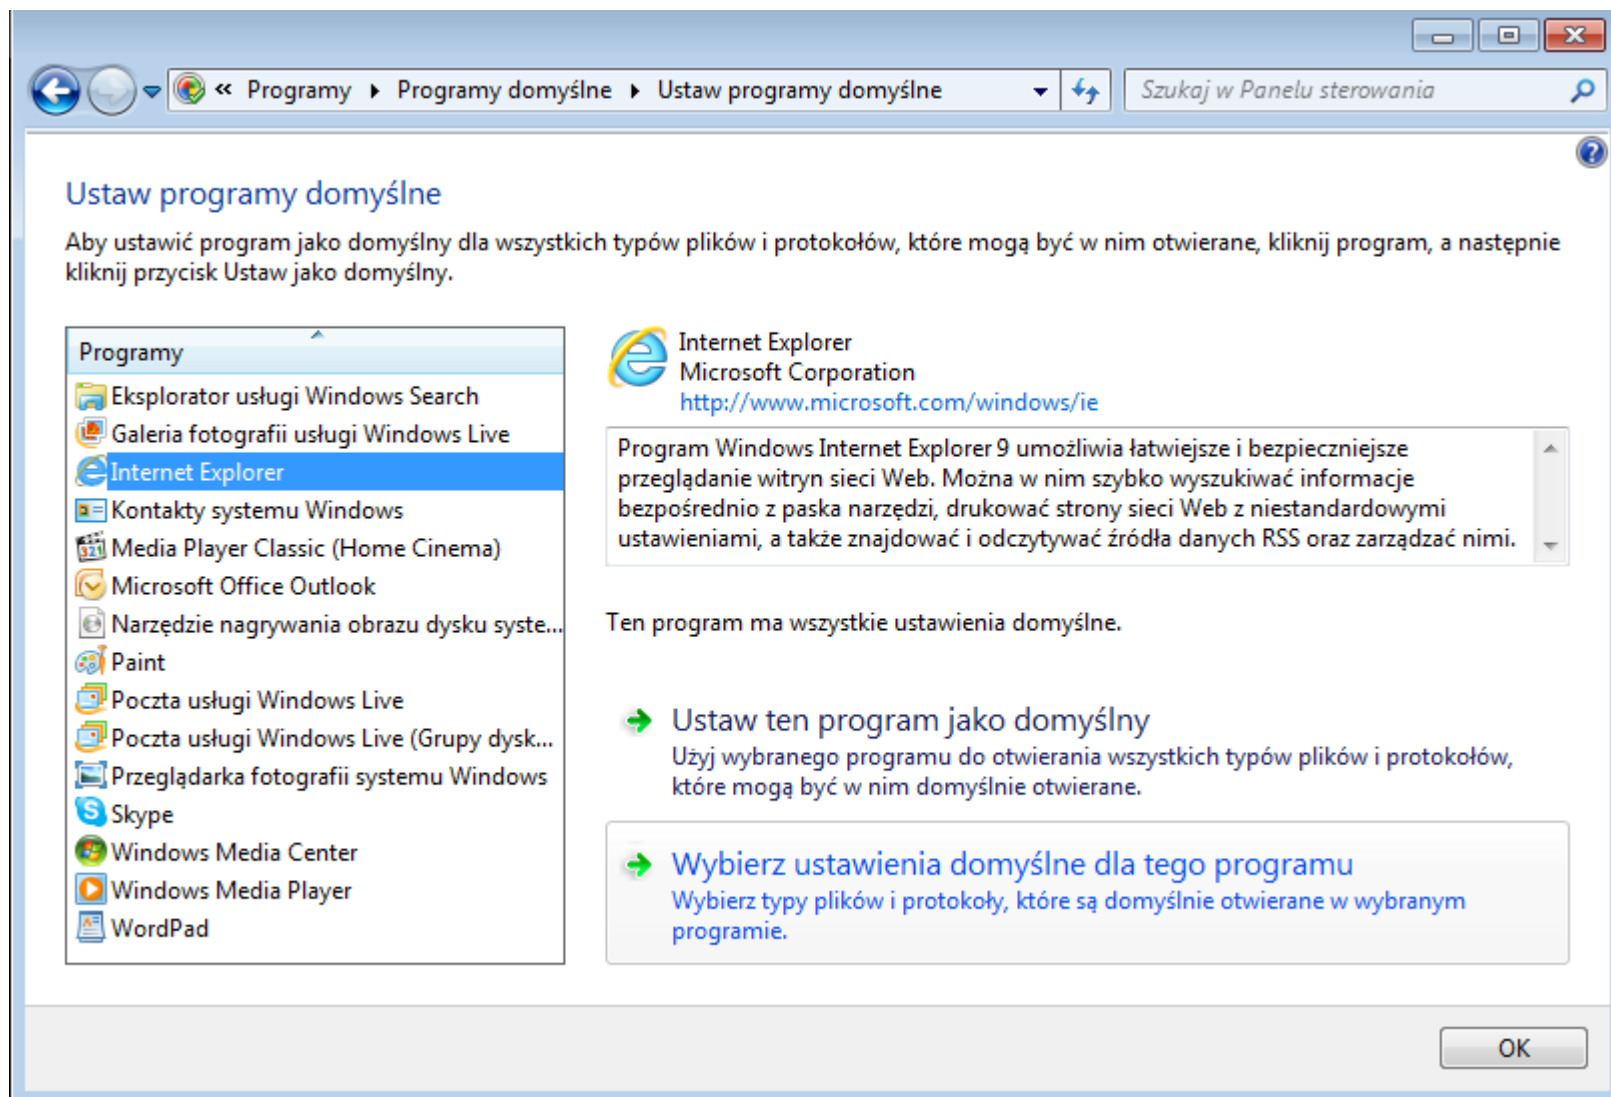 « Programy ▸ Programy domyślne ▸ Ustaw programy domyślne
Szukaj w Panelu sterowania
Ustaw programy domyślne
Aby ustawić program jako domyślny dla wszystkich typów plików i protokołów, które mogą być w nim otwierane, kliknij program, a następnie
kliknij przycisk Ustaw jako domyślny.
Programy
Eksplorator usługi Windows Search
Galeria fotografii usługi Windows Live
Internet Explorer
Kontakty systemu Windows
Media Player Classic (Home Cinema)
Microsoft Office Outlook
Narzędzie nagrywania obrazu dysku syste...
Paint
Poczta usługi Windows Live
Poczta usługi Windows Live (Grupy dysk...
Przeglądarka fotografii systemu Windows
Skype
Windows Media Center
Windows Media Player
WordPad
Internet Explorer
Microsoft Corporation
http://www.microsoft.com/windows/ie
Program Windows Internet Explorer 9 umożliwia łatwiejsze i bezpieczniejsze
przeglądanie witryn sieci Web. Można w nim szybko wyszukiwać informacje
bezpośrednio z paska narzędzi, drukować strony sieci Web z niestandardowymi
ustawieniami, a także znajdować i odczytywać źródła danych RSS oraz zarządzać nimi.
Ten program ma wszystkie ustawienia domyślne.
Ustaw ten program jako domyślny
Użyj wybranego programu do otwierania wszystkich typów plików i protokołów,
które mogą być w nim domyślnie otwierane.
Wybierz ustawienia domyślne dla tego programu
Wybierz typy plików i protokoły, które są domyślnie otwierane w wybranym
programie.
OK